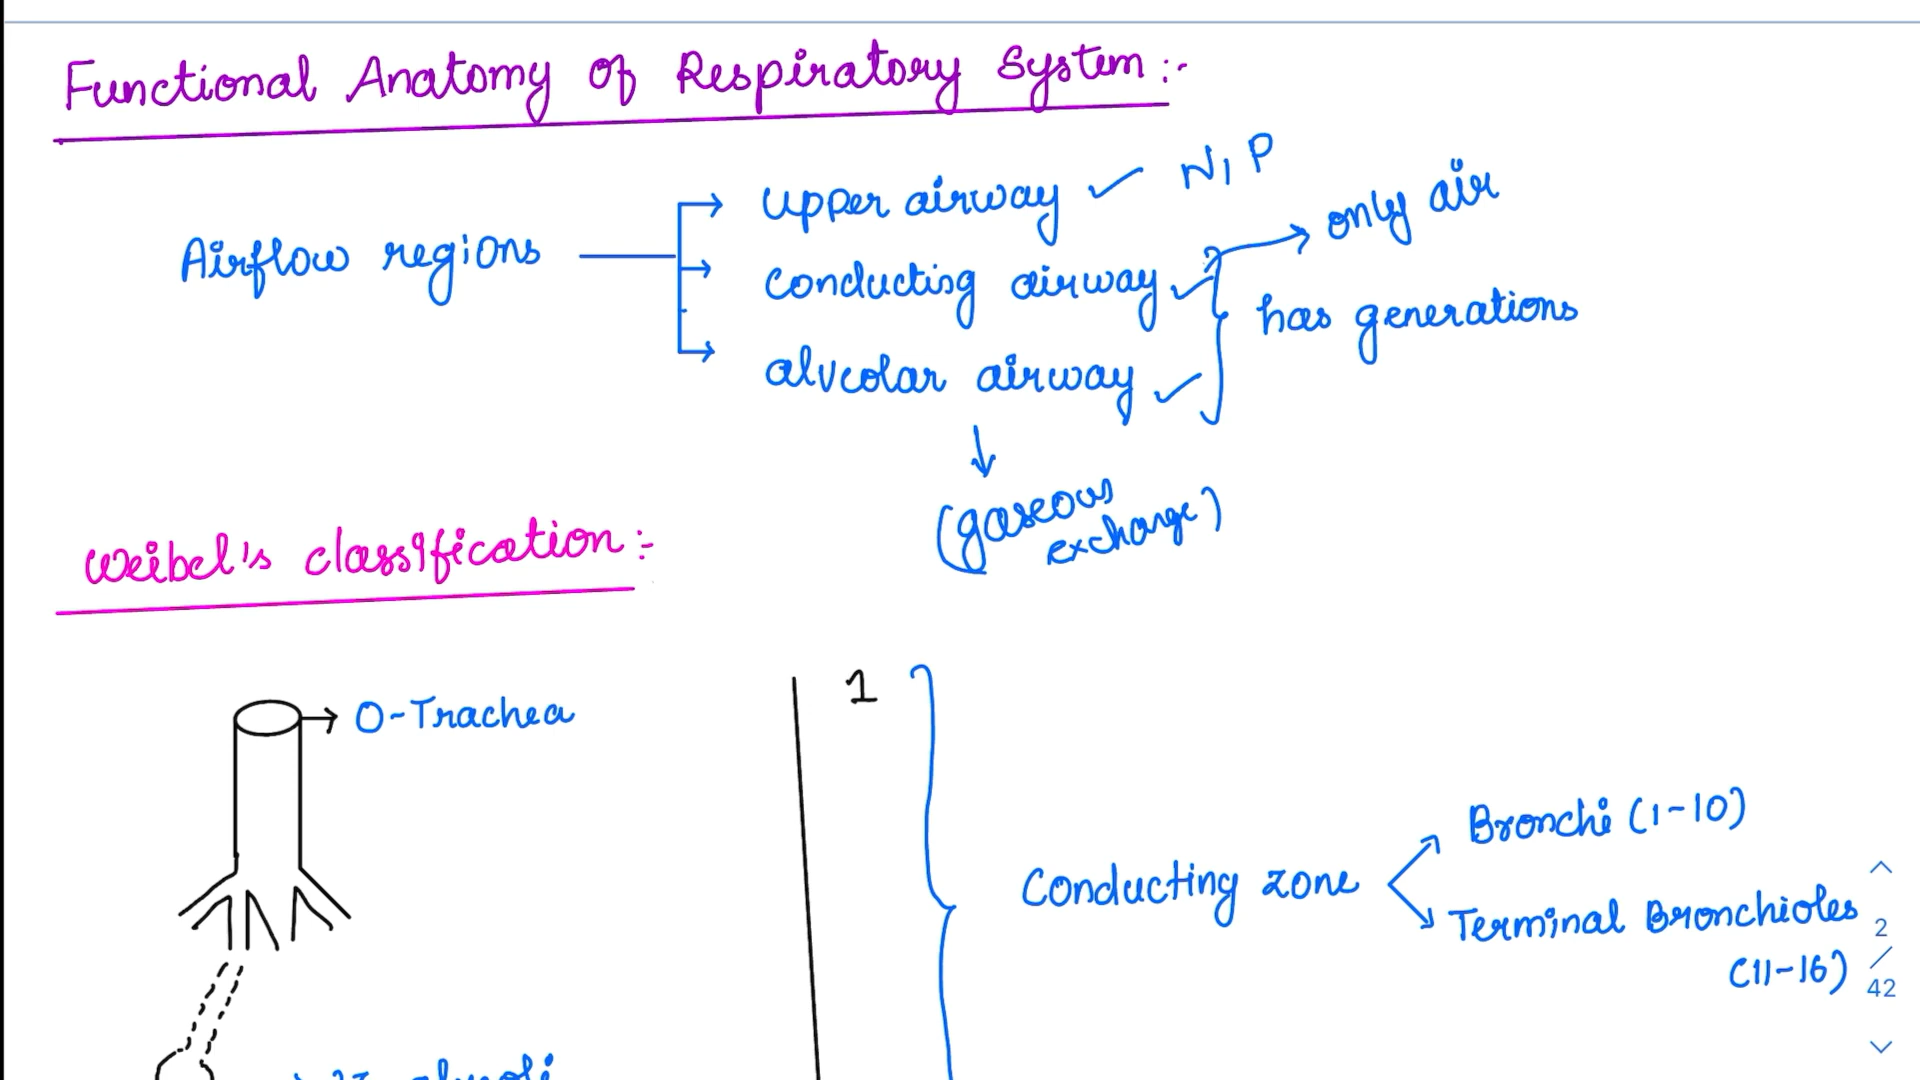 Functional Anatomy of Respiratory System :-
upper airway ✓ N, P
Airflow regions
conducting airway ✓
only air
has generations
alveolar airway ✓
(gaseous
exchange)
Weibel's classification :-
0-Trachea
1
Conducting zone
Bronchi (1-10)
Terminal Bronchioles
(11-16)
2
/
42